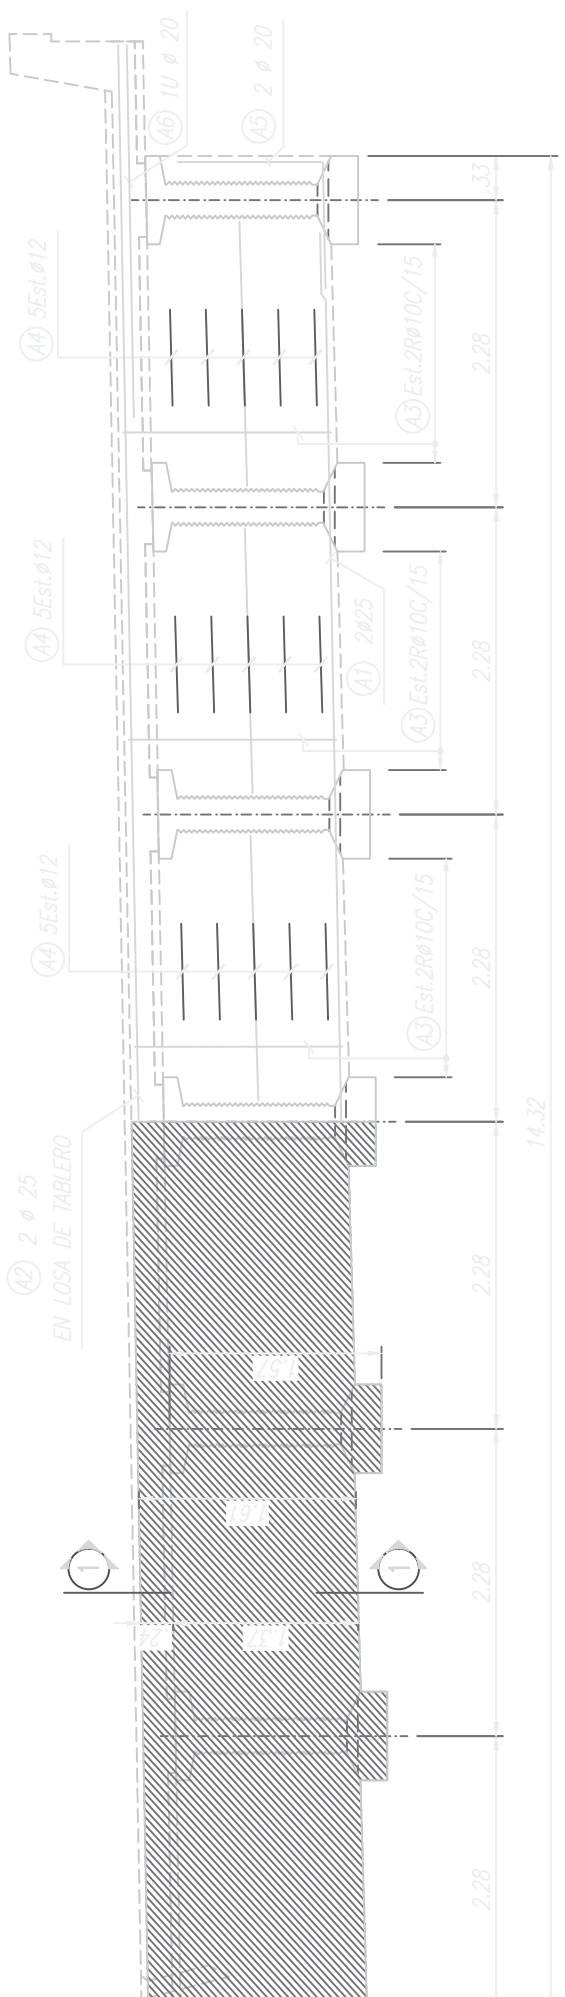 A6 1U ø 20
A5 2 ø 20
.33
A4 5Est.ø12
A3 Est.2Rø10C/15
2.28
A4 5Est.ø12
A1 2ø25
A3 Est.2Rø10C/15
2.28
A4 5Est.ø12
A3 Est.2Rø10C/15
2.28
14.32
A2 2 ø 25
EN LOSA DE TABLERO
2.28
1.57
1.61
1
1
2.28
.24
1.37
2.28